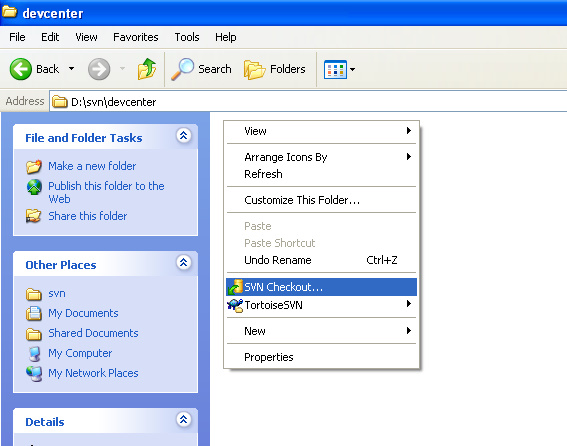 devcenter
File Edit View Favorites Tools Help
Back Search Folders
Address D:\svn\devcenter
File and Folder Tasks
Make a new folder
Publish this folder to the
Web
Share this folder
Other Places
svn
My Documents
Shared Documents
My Computer
My Network Places
Details
View
Arrange Icons By
Refresh
Customize This Folder...
Paste
Paste Shortcut
Undo Rename Ctrl+Z
SVN Checkout...
TortoiseSVN
New
Properties